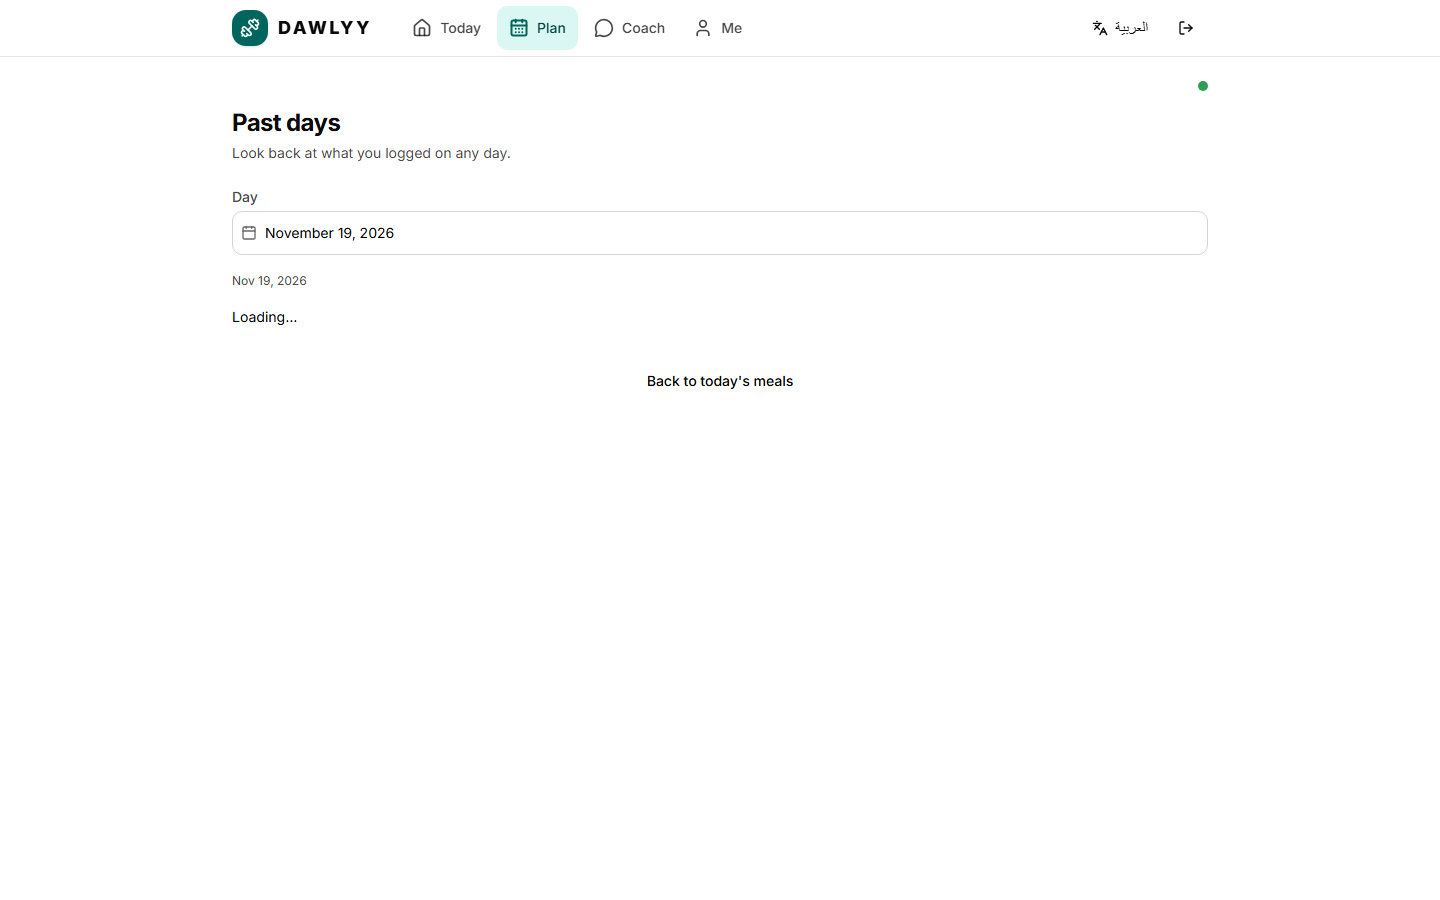 DAWLYY
Today
Plan
Coach
Me
العربية
Past days
Look back at what you logged on any day.
Day
November 19, 2026
Nov 19, 2026
Loading...
Back to today's meals